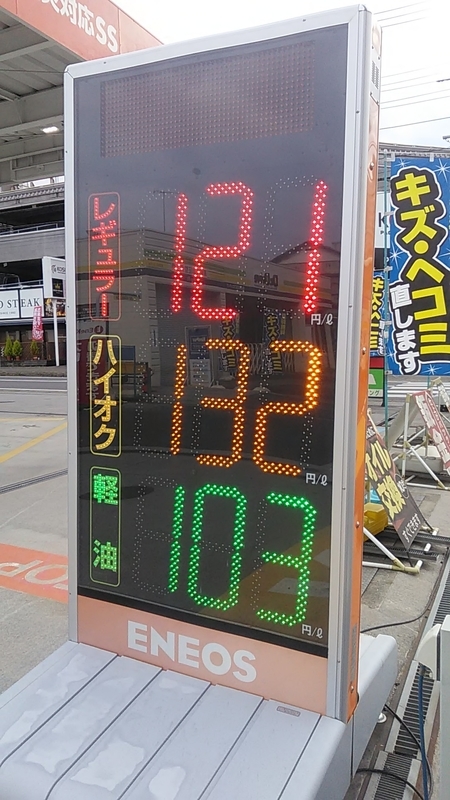 対応SS
レギュラー 121 円/ℓ
ハイオク 132 円/ℓ
軽油 103 円/ℓ
ENEOS
キズ・ヘコミ
直します
STEAK